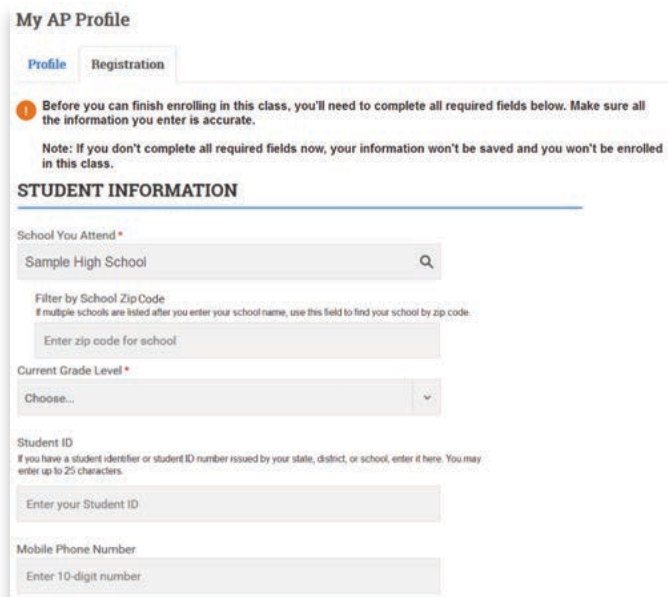 My AP Profile
Profile Registration
! Before you can finish enrolling in this class, you'll need to complete all required fields below. Make sure all
the information you enter is accurate.
Note: If you don't complete all required fields now, your information won't be saved and you won't be enrolled
in this class.
STUDENT INFORMATION
School You Attend *
Sample High School
Filter by School Zip Code
If multiple schools are listed after you enter your school name, use this field to find your school by zip code.
Enter zip code for school
Current Grade Level *
Choose...
Student ID
If you have a student identifier or student ID number issued by your state, district, or school, enter it here. You may
enter up to 25 characters.
Enter your Student ID
Mobile Phone Number
Enter 10-digit number